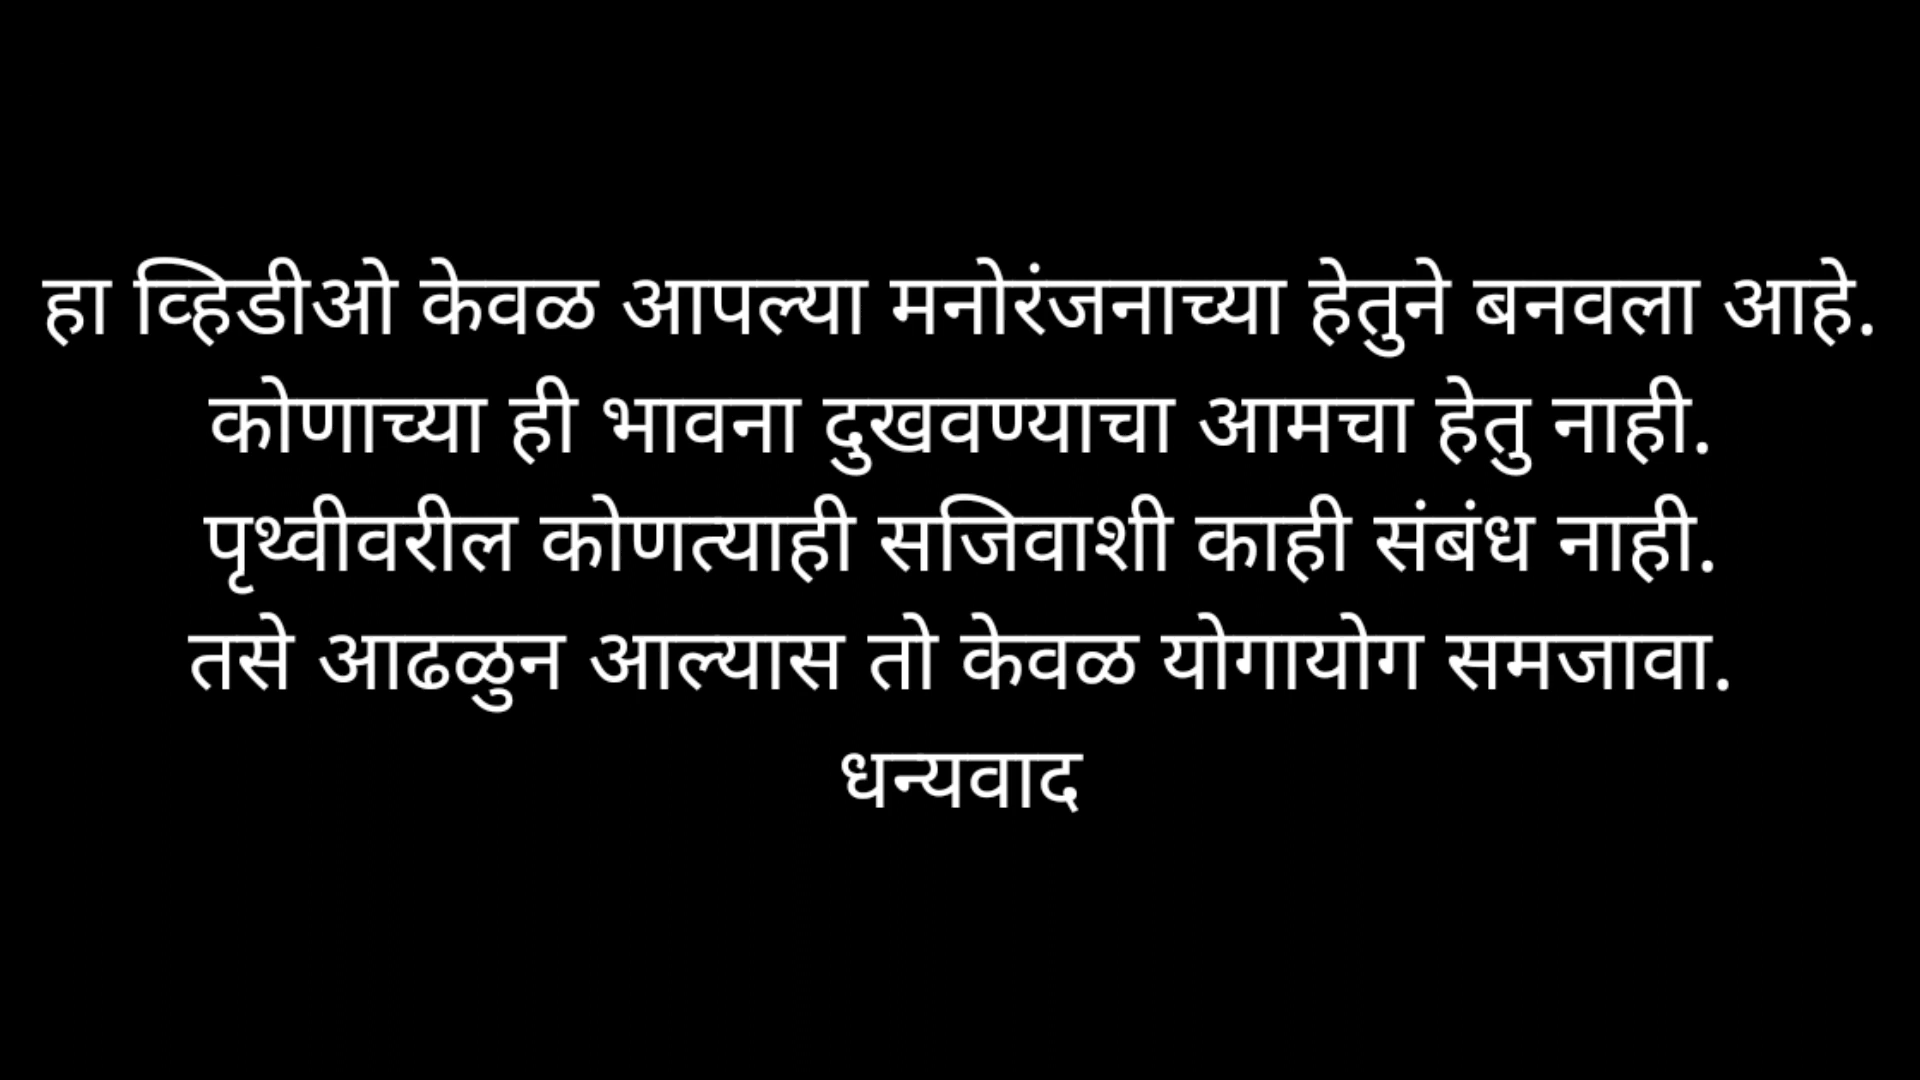 हा व्हिडीओ केवळ आपल्या मनोरंजनाच्या हेतुने बनवला आहे.
कोणाच्या ही भावना दुखवण्याचा आमचा हेतु नाही.
पृथ्वीवरील कोणत्याही सजिवाशी काही संबंध नाही.
तसे आढळुन आल्यास तो केवळ योगायोग समजावा.
धन्यवाद